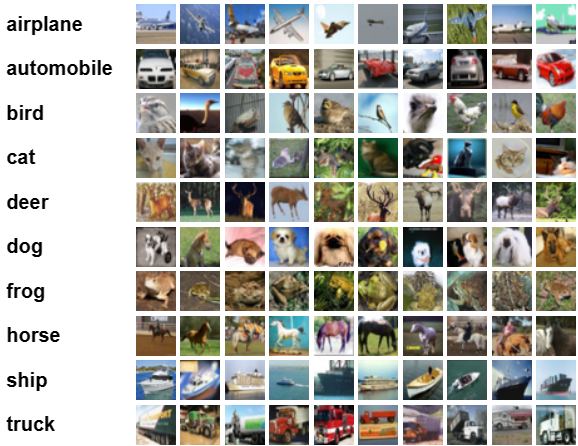 airplane
automobile
bird
cat
deer
dog
frog
horse
ship
truck